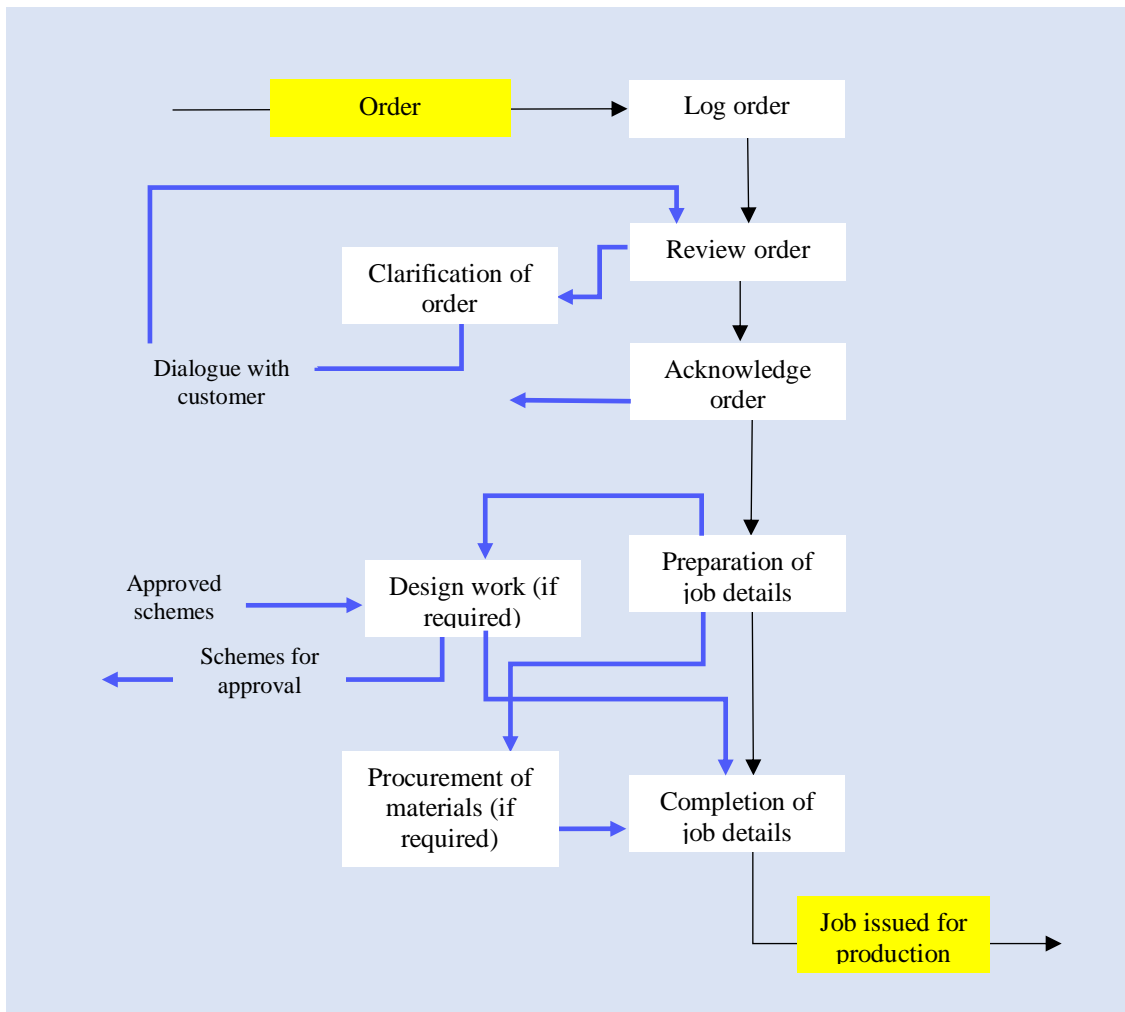 Order
Log order
Review order
Clarification of
order
Dialogue with
customer
Acknowledge
order
Preparation of
job details
Approved
schemes
Design work (if
required)
Schemes for
approval
Procurement of
materials (if
required)
Completion of
job details
Job issued for
production